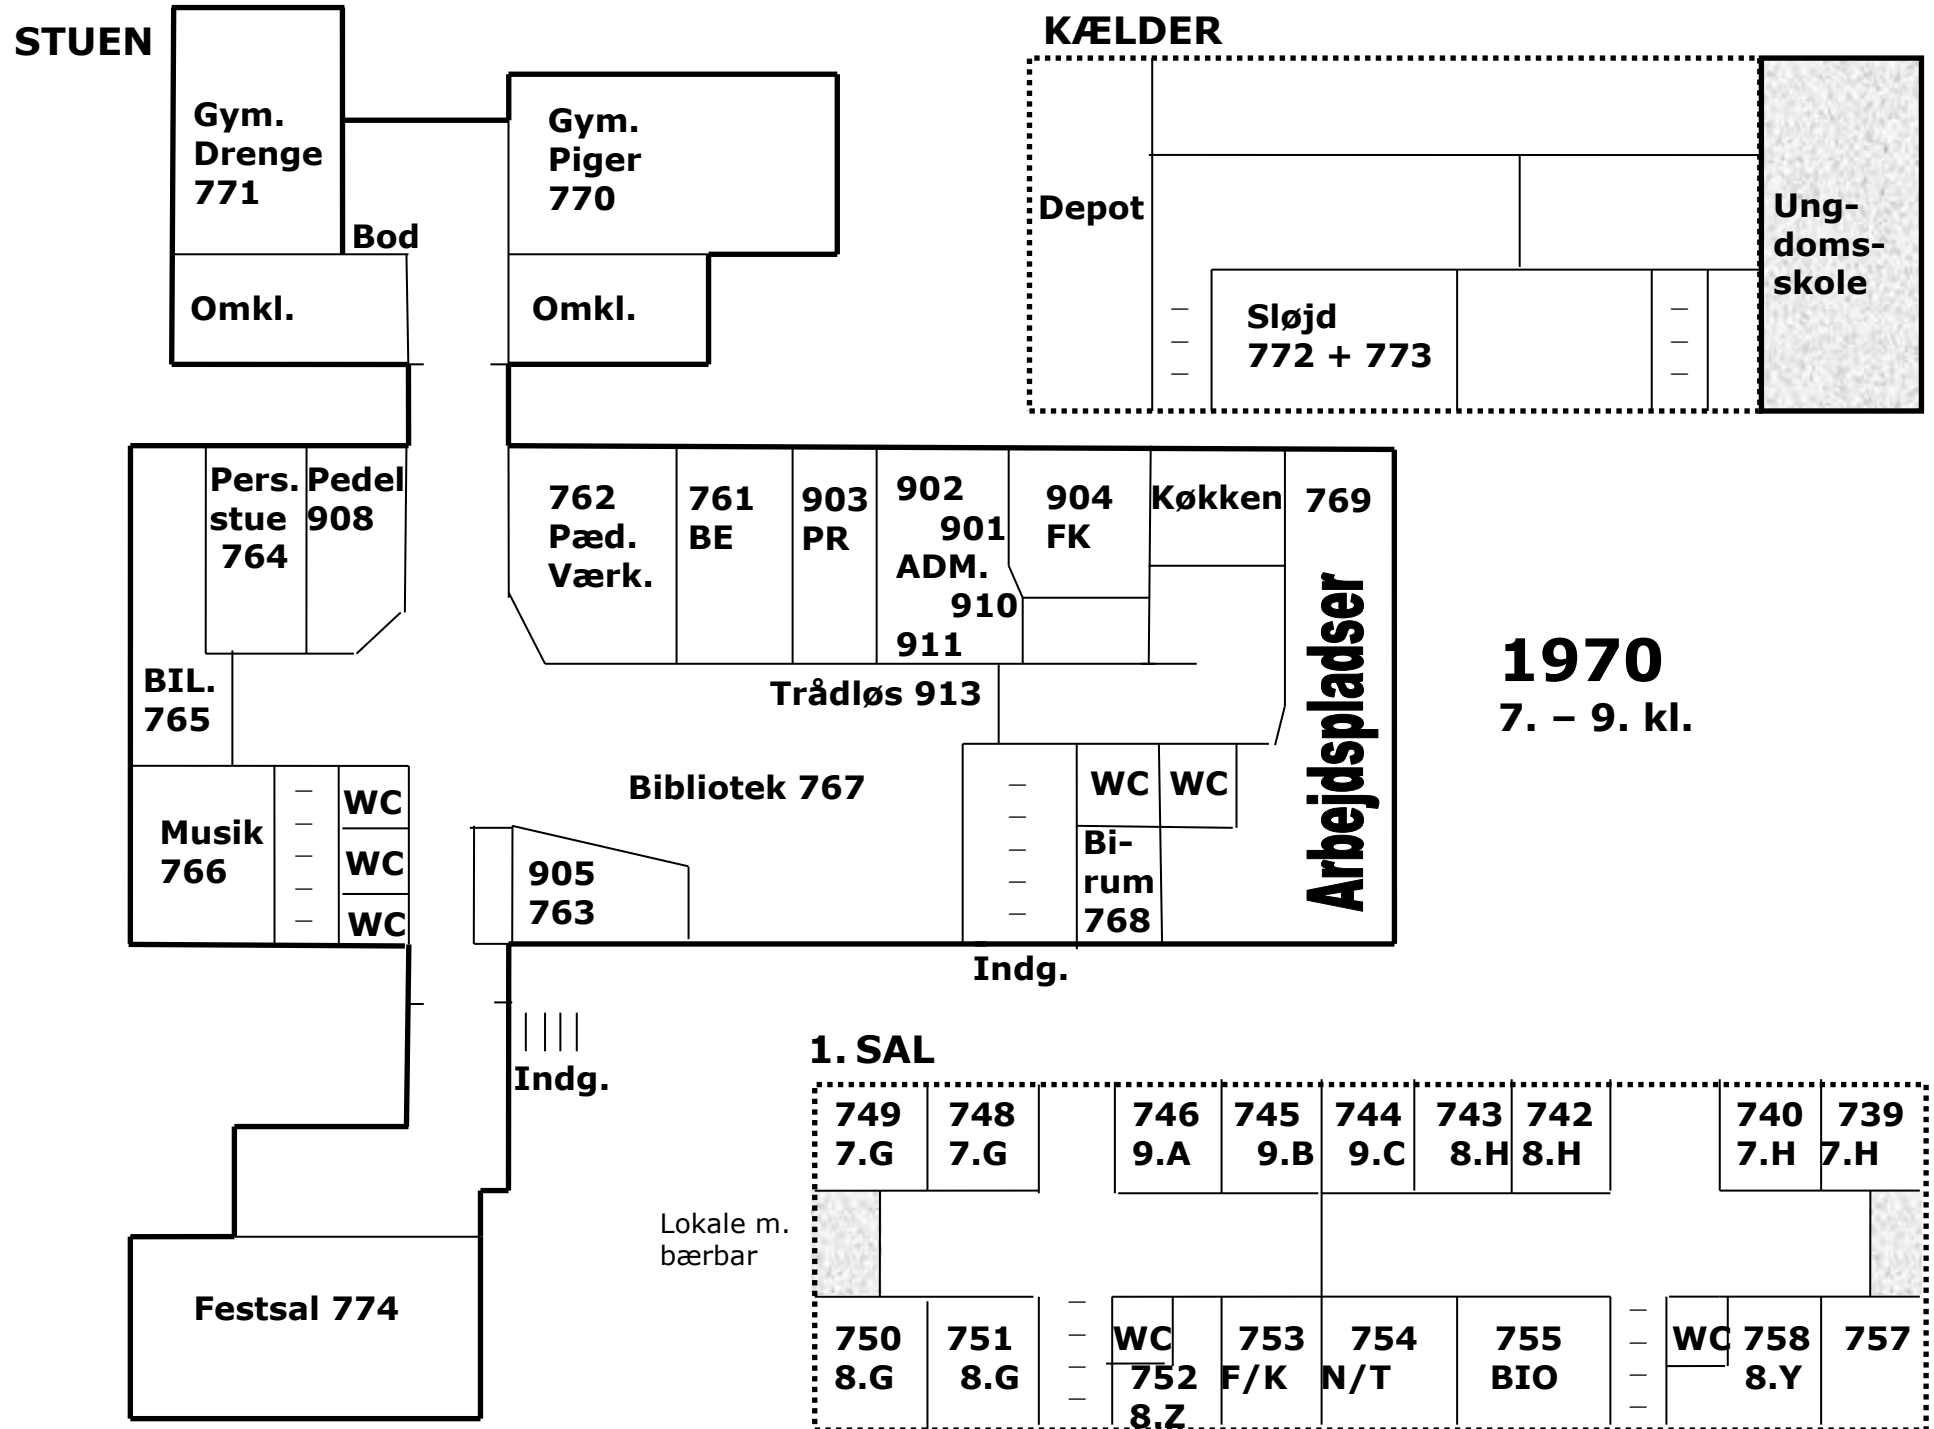 STUEN
KÆLDER
Gym.
Drenge
771
Gym.
Piger
770
Bod
Omkl.
Omkl.
Depot
Sløjd
772 + 773
Ung-
doms-
skole
Pers.
stue
764
Pedel
908
762
Pæd.
Værk.
761
BE
903
PR
902
901
ADM.
910
911
904
FK
Køkken
769
Arbejdspladser
BIL.
765
Trådløs 913
1970
7. – 9. kl.
Musik
766
WC
WC
WC
Bibliotek 767
905
763
WC
WC
Bi-
rum
768
Indg.
Indg.
Festsal 774
1. SAL
749
7.G
748
7.G
746
9.A
745
9.B
744
9.C
743
8.H
742
8.H
740
7.H
739
7.H
Lokale m.
bærbar
750
8.G
751
8.G
WC
752
8.Z
753
F/K
754
N/T
755
BIO
WC
758
8.Y
757